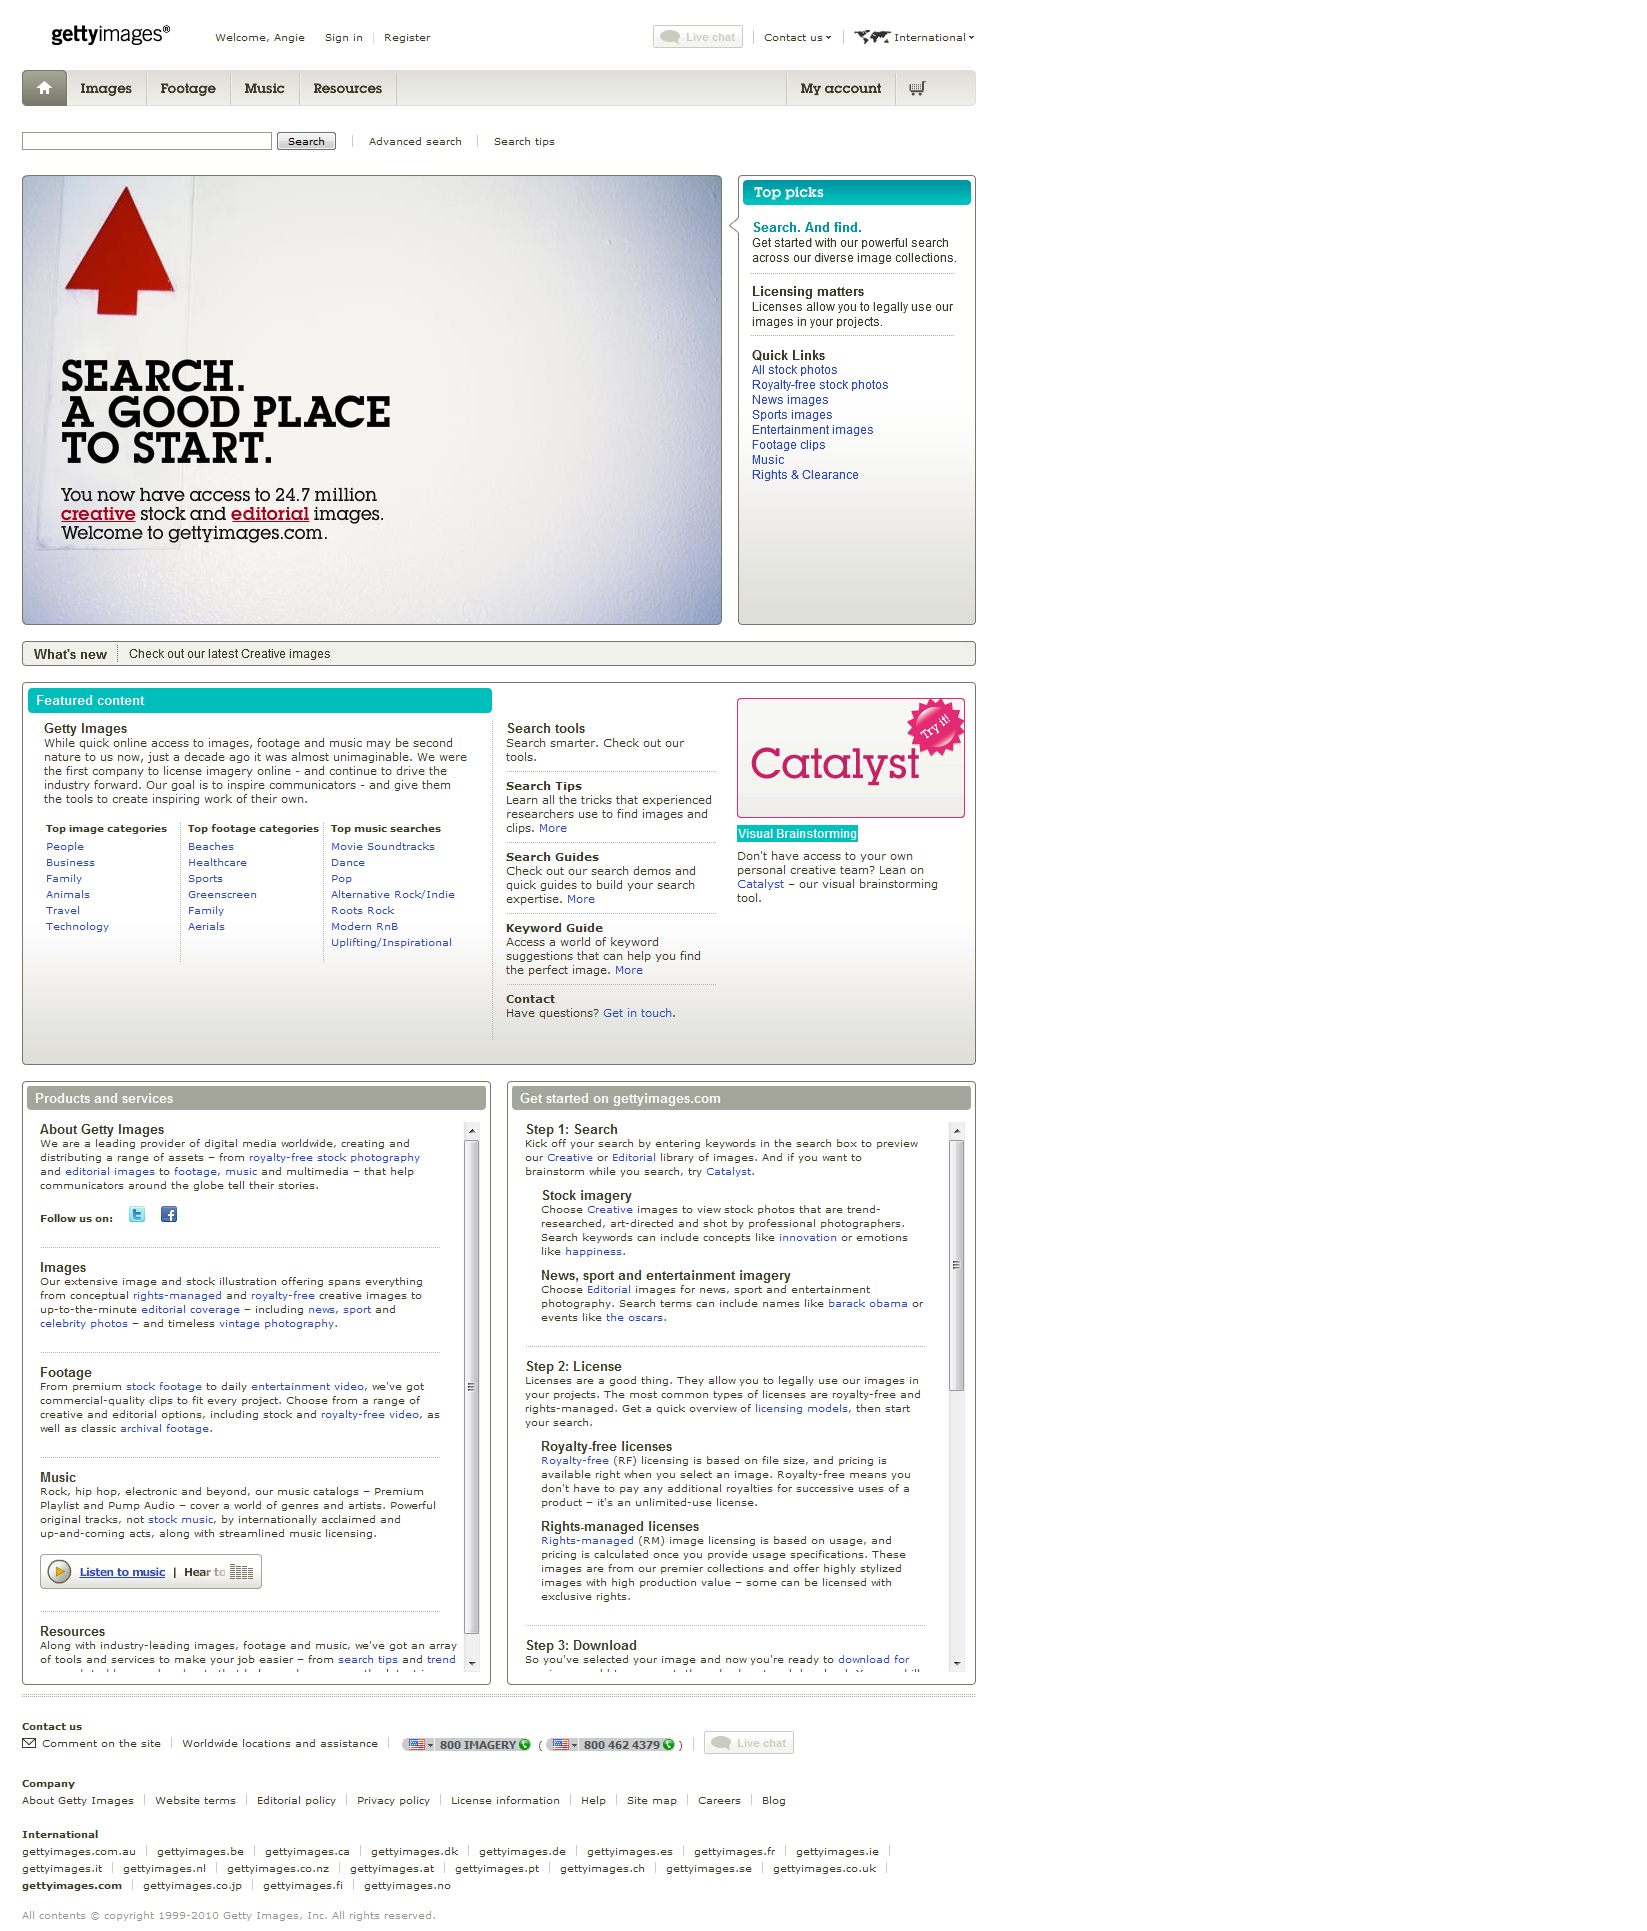 gettyimages®
Welcome, Angie Sign in Register
Live chat
Contact us
International
Images Footage Music Resources My account
Search Advanced search Search tips
SEARCH.
A GOOD PLACE
TO START.
You now have access to 24.7 million
creative stock and editorial images.
Welcome to gettyimages.com.
Top picks
Search. And find.
Get started with our powerful search
across our diverse image collections.
Licensing matters
Licenses allow you to legally use our
images in your projects.
Quick Links
All stock photos
Royalty-free stock photos
News images
Sports images
Entertainment images
Footage clips
Music
Rights & Clearance
What's new Check out our latest Creative images
Featured content
Getty Images
While quick online access to images, footage and music may be second
nature to us now, just a decade ago it was almost unimaginable. We were
the first company to license imagery online - and continue to drive the
industry forward. Our goal is to inspire communicators - and give them
the tools to create inspiring work of their own.
Top image categories
People
Business
Family
Animals
Travel
Technology
Top footage categories
Beaches
Healthcare
Sports
Greenscreen
Family
Aerials
Top music searches
Movie Soundtracks
Dance
Pop
Alternative Rock/Indie
Roots Rock
Modern RnB
Uplifting/Inspirational
Search tools
Search smarter. Check out our
tools.
Search Tips
Learn all the tricks that experienced
researchers use to find images and
clips. More
Search Guides
Check out our search demos and
quick guides to build your search
expertise. More
Keyword Guide
Access a world of keyword
suggestions that can help you find
the perfect image. More
Contact
Have questions? Get in touch.
Try it!
Catalyst
Visual Brainstorming
Don't have access to your own
personal creative team? Lean on
Catalyst – our visual brainstorming
tool.
Products and services
About Getty Images
We are a leading provider of digital media worldwide, creating and
distributing a range of assets – from royalty-free stock photography
and editorial images to footage, music and multimedia – that help
communicators around the globe tell their stories.
Follow us on:
Images
Our extensive image and stock illustration offering spans everything
from conceptual rights-managed and royalty-free creative images to
up-to-the-minute editorial coverage – including news, sport and
celebrity photos – and timeless vintage photography.
Footage
From premium stock footage to daily entertainment video, we've got
commercial-quality clips to fit every project. Choose from a range of
creative and editorial options, including stock and royalty-free video, as
well as classic archival footage.
Music
Rock, hip hop, electronic and beyond, our music catalogs – Premium
Playlist and Pump Audio – cover a world of genres and artists. Powerful
original tracks, not stock music, by internationally acclaimed and
up-and-coming acts, along with streamlined music licensing.
Listen to music | Hear to
Resources
Along with industry-leading images, footage and music, we've got an array
of tools and services to make your job easier – from search tips and trend
Get started on gettyimages.com
Step 1: Search
Kick off your search by entering keywords in the search box to preview
our Creative or Editorial library of images. And if you want to
brainstorm while you search, try Catalyst.
Stock imagery
Choose Creative images to view stock photos that are trend-
researched, art-directed and shot by professional photographers.
Search keywords can include concepts like innovation or emotions
like happiness.
News, sport and entertainment imagery
Choose Editorial images for news, sport and entertainment
photography. Search terms can include names like barack obama or
events like the oscars.
Step 2: License
Licenses are a good thing. They allow you to legally use our images in
your projects. The most common types of licenses are royalty-free and
rights-managed. Get a quick overview of licensing models, then start
your search.
Royalty-free licenses
Royalty-free (RF) licensing is based on file size, and pricing is
available right when you select an image. Royalty-free means you
don't have to pay any additional royalties for successive uses of a
product – it's an unlimited-use license.
Rights-managed licenses
Rights-managed (RM) image licensing is based on usage, and
pricing is calculated once you provide usage specifications. These
images are from our premier collections and offer highly stylized
images with high production value – some can be licensed with
exclusive rights.
Step 3: Download
So you've selected your image and now you're ready to download for
Contact us
Comment on the site Worldwide locations and assistance 800 IMAGERY ( 800 462 4379 ) Live chat
Company
About Getty Images Website terms Editorial policy Privacy policy License information Help Site map Careers Blog
International
gettyimages.com.au gettyimages.be gettyimages.ca gettyimages.dk gettyimages.de gettyimages.es gettyimages.fr gettyimages.ie
gettyimages.it gettyimages.nl gettyimages.co.nz gettyimages.at gettyimages.pt gettyimages.ch gettyimages.se gettyimages.co.uk
gettyimages.com gettyimages.co.jp gettyimages.fi gettyimages.no
All contents © copyright 1999-2010 Getty Images, Inc. All rights reserved.